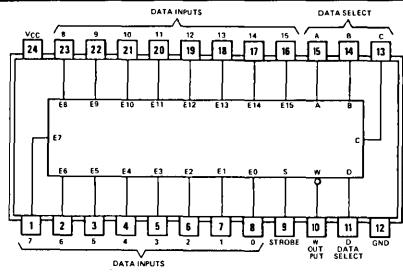 DATA INPUTS DATA SELECT
VCC 8 9 10 11 12 13 14 15 A B C
24 23 22 21 20 19 18 17 16 15 14 13
E8 E9 E10 E11 E12 E13 E14 E15 A B
E7 C
E6 E5 E4 E3 E2 E1 E0 S W D
1 2 3 4 5 6 7 8 9 10 11 12
7 6 5 4 3 2 1 0 STROBE W D GND
OUT DATA
PUT SELECT
DATA INPUTS